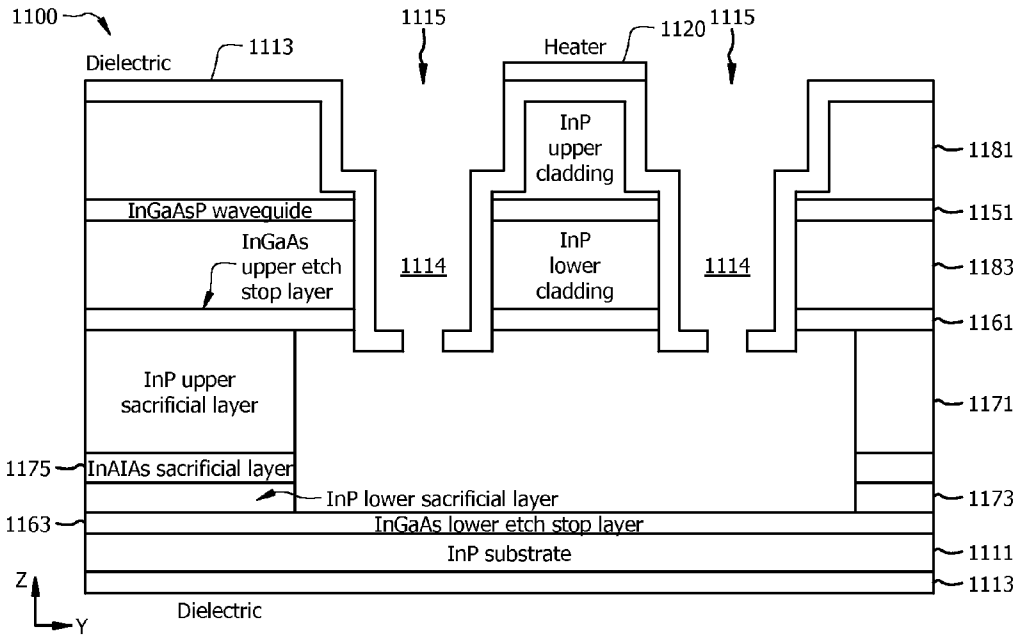 1100
1113
1115
1120
1115
Dielectric
Heater
InP
upper
cladding
1181
InGaAsP waveguide
1151
InGaAs
upper etch
stop layer
1114
InP
lower
cladding
1114
1183
1161
InP upper
sacrificial layer
1171
1175
InAIAs sacrificial layer
InP lower sacrificial layer
1173
1163
InGaAs lower etch stop layer
InP substrate
1111
Z
Y
1113
Dielectric